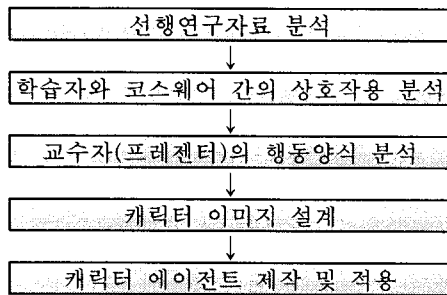 선행연구자료 분석
학습자와 코스웨어 간의 상호작용 분석
교수자(프레젠터)의 행동양식 분석
캐릭터 이미지 설계
캐릭터 에이전트 제작 및 적용